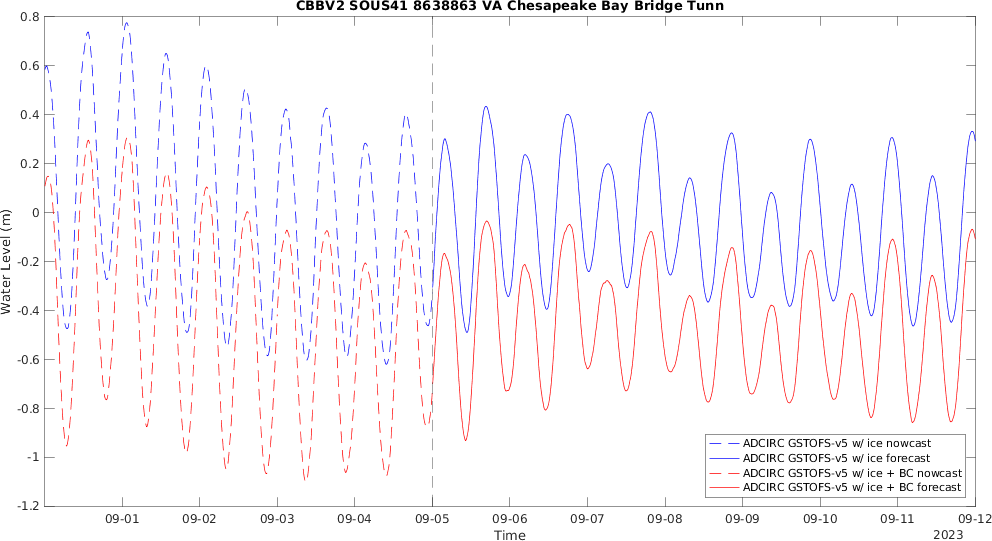 CBBV2 SOUS41 8638863 VA Chesapeake Bay Bridge Tunn
0.8
0.6
0.4
0.2
0
-0.2
-0.4
-0.6
-0.8
-1
-1.2
Water Level (m)
ADCIRC GSTOFS-v5 w/ ice nowcast
ADCIRC GSTOFS-v5 w/ ice forecast
ADCIRC GSTOFS-v5 w/ ice + BC nowcast
ADCIRC GSTOFS-v5 w/ ice + BC forecast
09-01 09-02 09-03 09-04 09-05 09-06 09-07 09-08 09-09 09-10 09-11 09-12
Time
2023